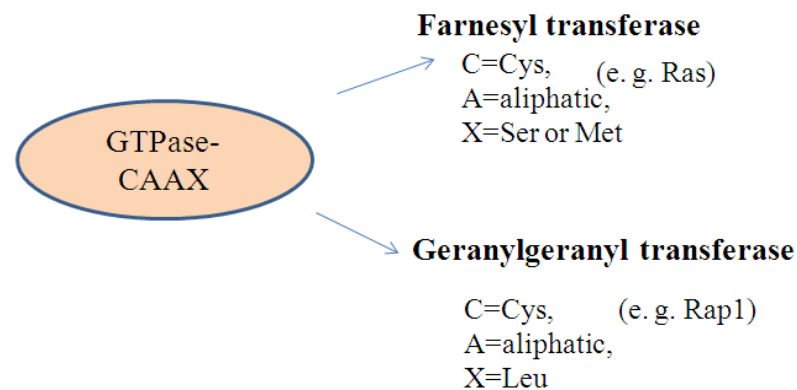 Farnesyl transferase
C=Cys, (e. g. Ras)
A=aliphatic,
X=Ser or Met
GTPase-
CAAX
Geranylgeranyl transferase
C=Cys, (e. g. Rap1)
A=aliphatic,
X=Leu